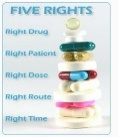 FIVE RIGHTS
Right Drug
Right Patient
Right Dose
Right Route
Right Time